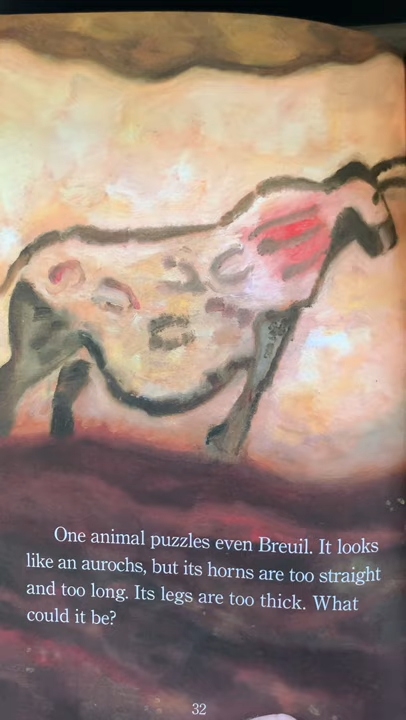 One animal puzzles even Breuil. It looks
like an aurochs, but its horns are too straight
and too long. Its legs are too thick. What
could it be?
32